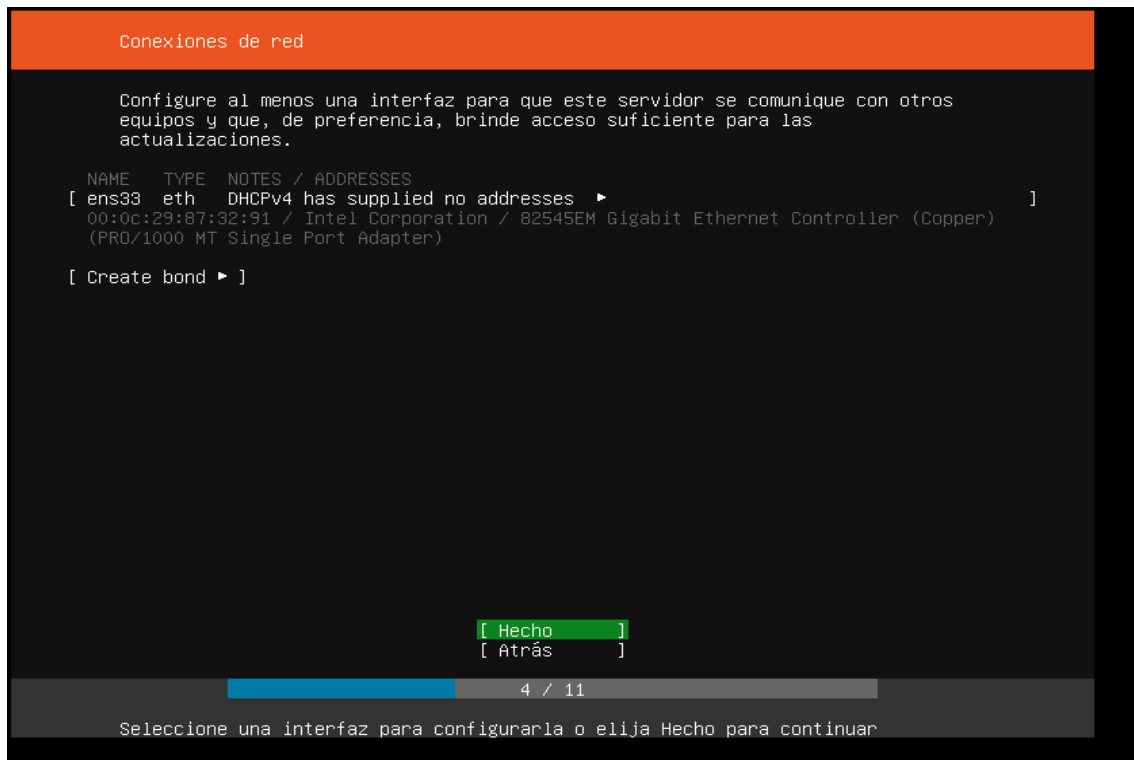 Conexiones de red
Configure al menos una interfaz para que este servidor se comunique con otros
equipos y que, de preferencia, brinde acceso suficiente para las
actualizaciones.
NAME TYPE NOTES / ADDRESSES
[ ens33 eth DHCPv4 has supplied no addresses ▸ ]
00:0c:29:87:32:91 / Intel Corporation / 82545EM Gigabit Ethernet Controller (Copper)
(PRO/1000 MT Single Port Adapter)
[ Create bond ▸ ]
[ Hecho ]
[ Atrás ]
4 / 11
Seleccione una interfaz para configurarla o elija Hecho para continuar